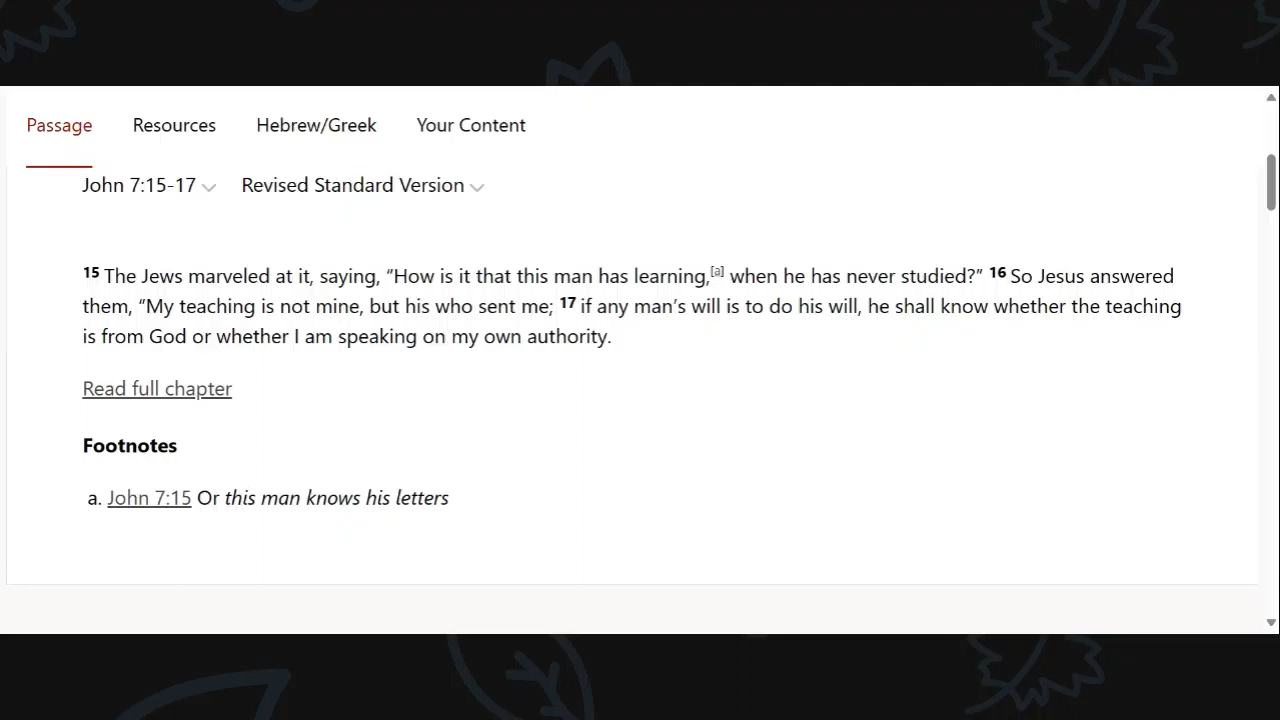 Passage Resources Hebrew/Greek Your Content
John 7:15-17 Revised Standard Version
15 The Jews marveled at it, saying, “How is it that this man has learning,[a] when he has never studied?” 16 So Jesus answered
them, “My teaching is not mine, but his who sent me; 17 if any man’s will is to do his will, he shall know whether the teaching
is from God or whether I am speaking on my own authority.
Read full chapter
Footnotes
a. John 7:15 Or this man knows his letters